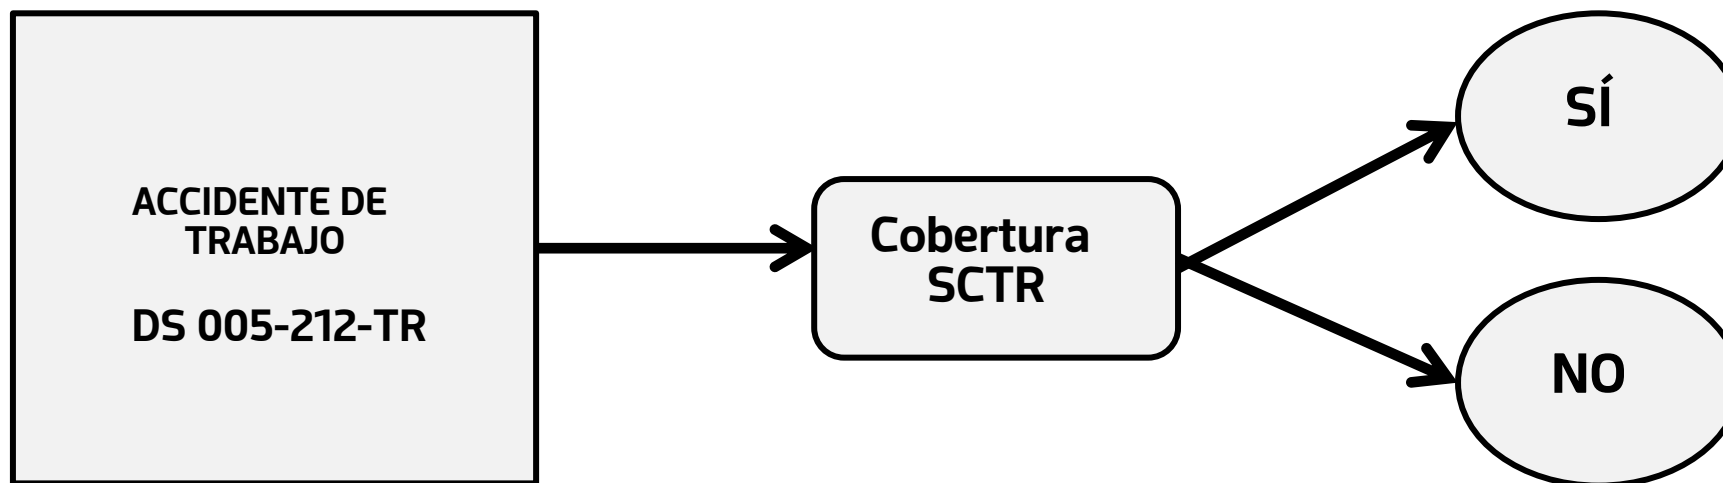 ACCIDENTE DE
TRABAJO
DS 005-212-TR
Cobertura
SCTR
SÍ
NO